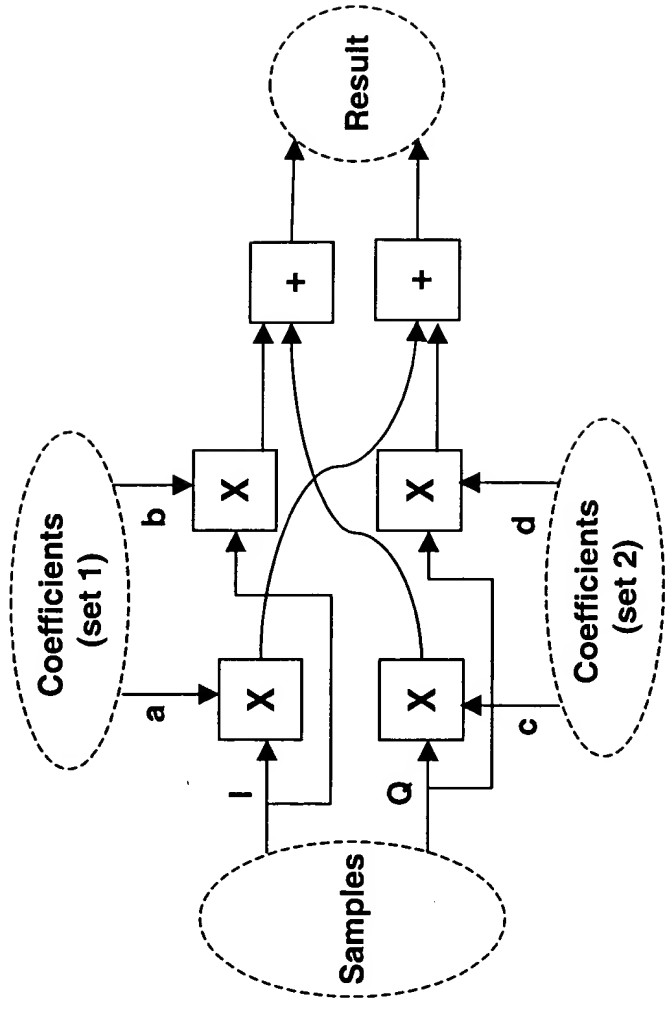 Coefficients
(set 1)
a
b
I
X
X
+
Samples
Result
Q
X
X
+
c
d
Coefficients
(set 2)